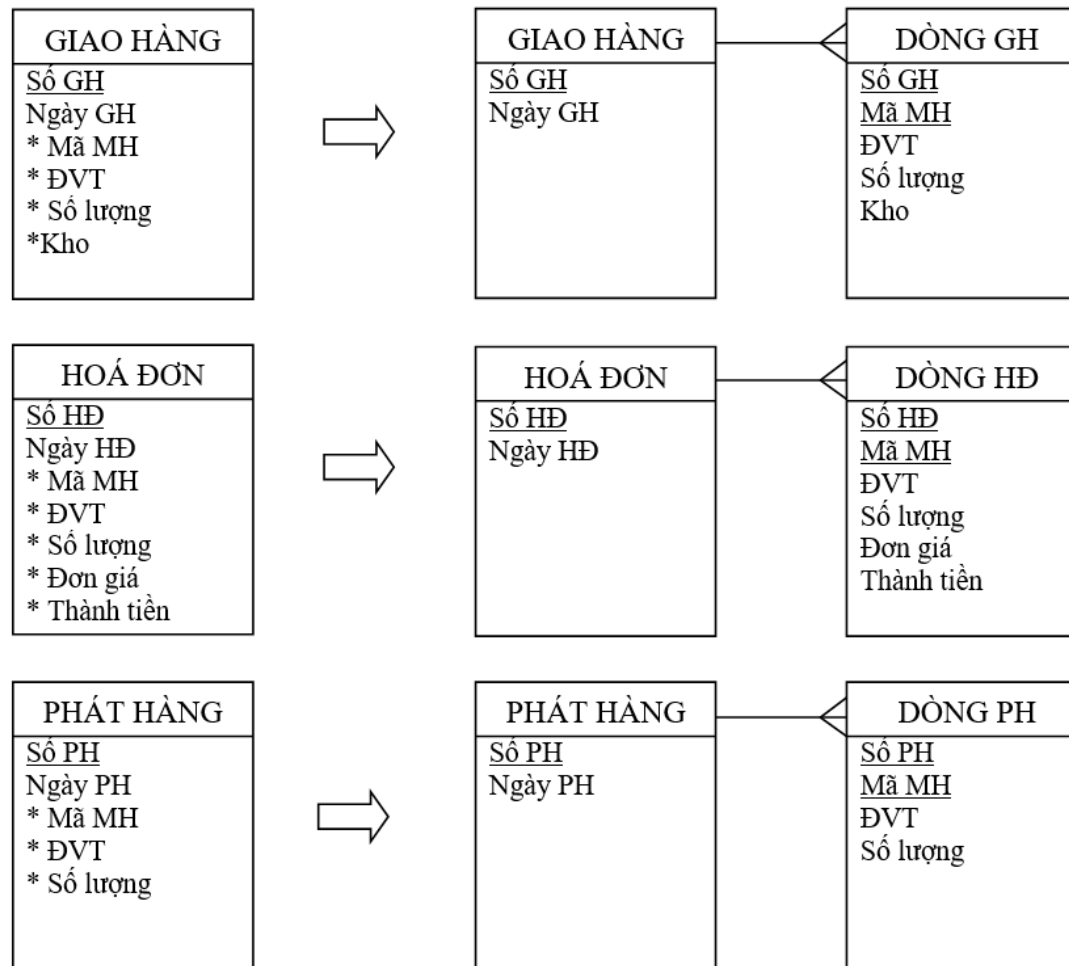 GIAO HÀNG
Số GH
Ngày GH
* Mã MH
* ĐVT
* Số lượng
*Kho
GIAO HÀNG
Số GH
Ngày GH
DÒNG GH
Số GH
Mã MH
ĐVT
Số lượng
Kho
HOÁ ĐƠN
Số HĐ
Ngày HĐ
* Mã MH
* ĐVT
* Số lượng
* Đơn giá
* Thành tiền
HOÁ ĐƠN
Số HĐ
Ngày HĐ
DÒNG HĐ
Số HĐ
Mã MH
ĐVT
Số lượng
Đơn giá
Thành tiền
PHÁT HÀNG
Số PH
Ngày PH
* Mã MH
* ĐVT
* Số lượng
PHÁT HÀNG
Số PH
Ngày PH
DÒNG PH
Số PH
Mã MH
ĐVT
Số lượng